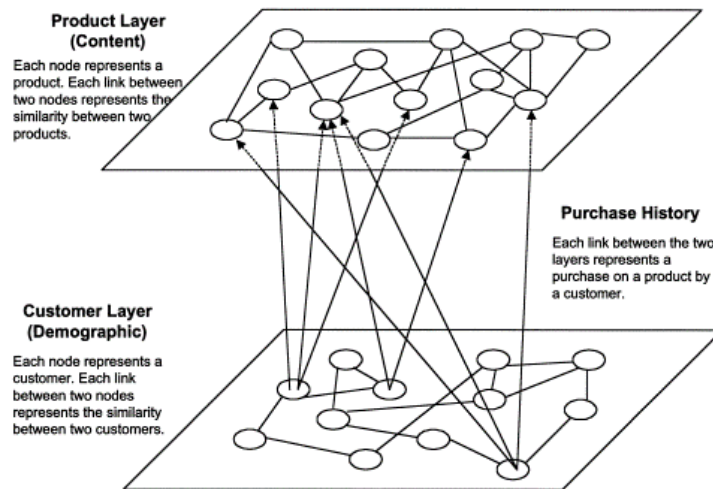 Product Layer
(Content)
Each node represents a
product. Each link between
two nodes represents the
similarity between two
products.
Purchase History
Each link between the two
layers represents a
purchase on a product by
a customer.
Customer Layer
(Demographic)
Each node represents a
customer. Each link
between two nodes
represents the similarity
between two customers.